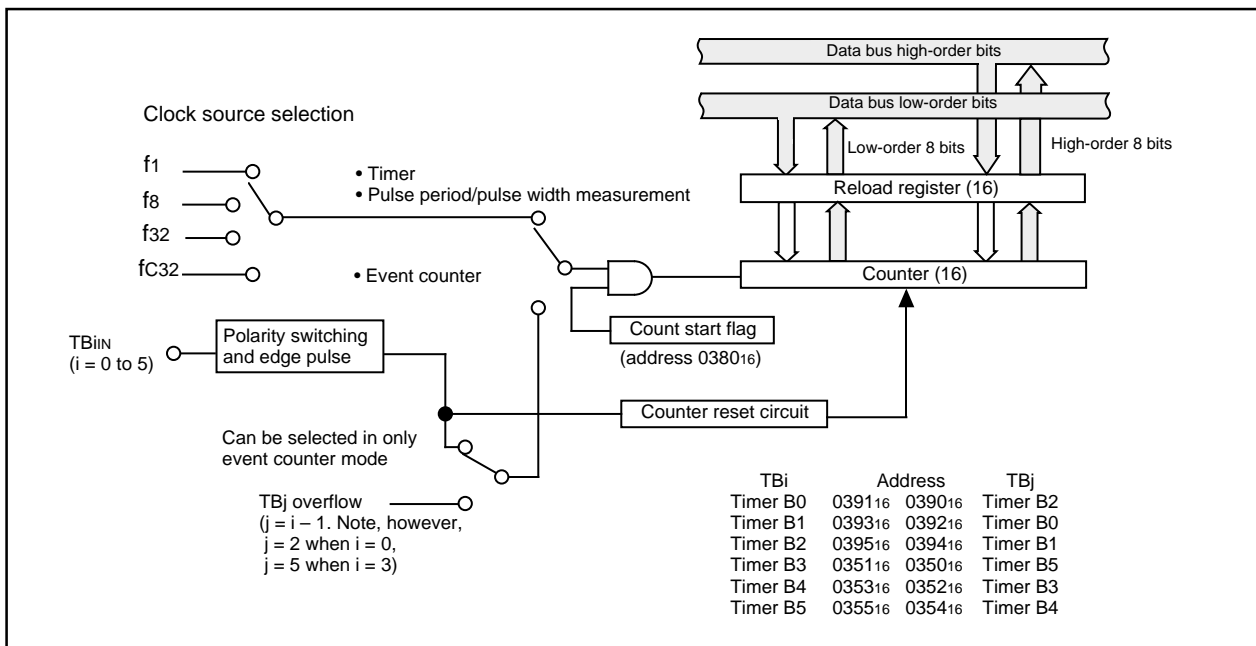 Data bus high-order bits
Data bus low-order bits
Clock source selection
Low-order 8 bits
High-order 8 bits
f1
• Timer
Reload register (16)
f8
• Pulse period/pulse width measurement
f32
fC32
• Event counter
Counter (16)
TBiIN
(i = 0 to 5)
Polarity switching
and edge pulse
Count start flag
(address 038016)
Counter reset circuit
Can be selected in only
event counter mode
TBj overflow
(j = i – 1. Note, however,
j = 2 when i = 0,
j = 5 when i = 3)
TBi Address TBj
Timer B0 039116 039016 Timer B2
Timer B1 039316 039216 Timer B0
Timer B2 039516 039416 Timer B1
Timer B3 035116 035016 Timer B5
Timer B4 035316 035216 Timer B3
Timer B5 035516 035416 Timer B4